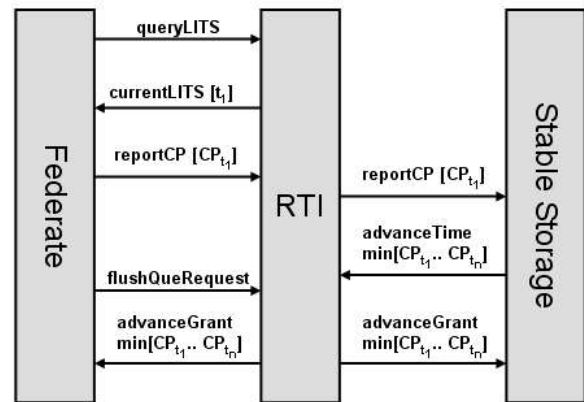 queryLITS
currentLITS [t1]
reportCP [CPt1]
flushQueRequest
advanceGrant
min[CPt1.. CPtn]
Federate
RTI
reportCP [CPt1]
advanceTime
min[CPt1.. CPtn]
advanceGrant
min[CPt1.. CPtn]
Stable Storage